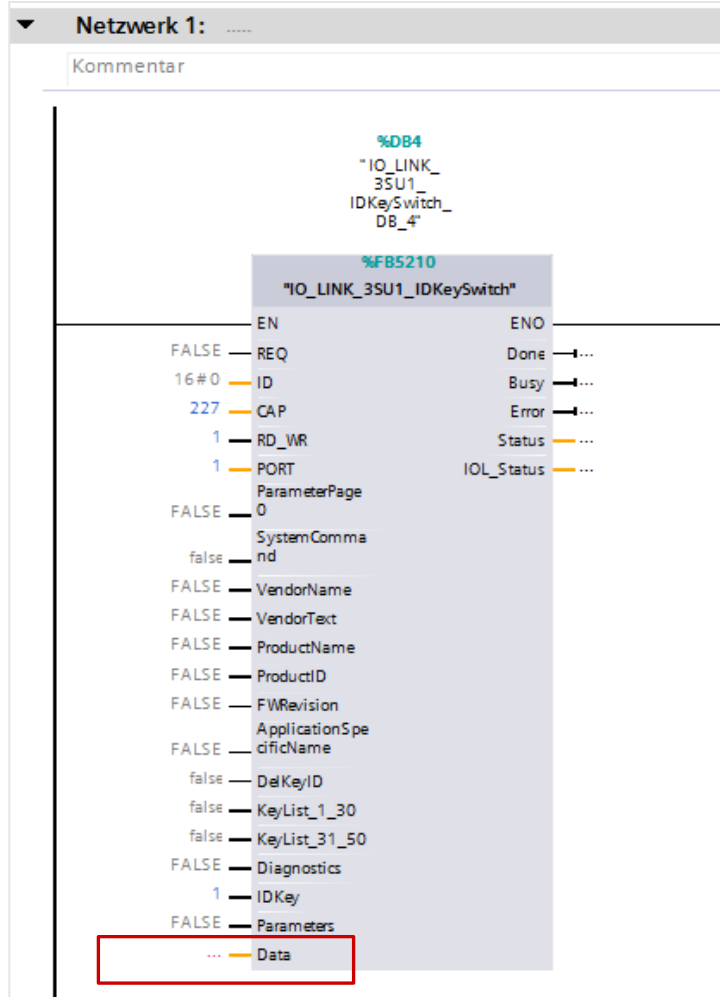 Netzwerk 1: .....
Kommentar
%DB4
"IO_LINK_
3SU1_
IDKeySwitch_
DB_4"
%FB5210
"IO_LINK_3SU1_IDKeySwitch"
EN ENO
FALSE REQ Done ...
16#0 ID Busy ...
227 CAP Error ...
1 RD_WR Status ...
1 PORT IOL_Status ...
ParameterPage
FALSE 0
SystemComma
false nd
FALSE VendorName
FALSE VendorText
FALSE ProductName
FALSE ProductID
FALSE FWRevision
ApplicationSpe
FALSE cificName
false DelKeyID
false KeyList_1_30
false KeyList_31_50
FALSE Diagnostics
1 IDKey
FALSE Parameters
... Data